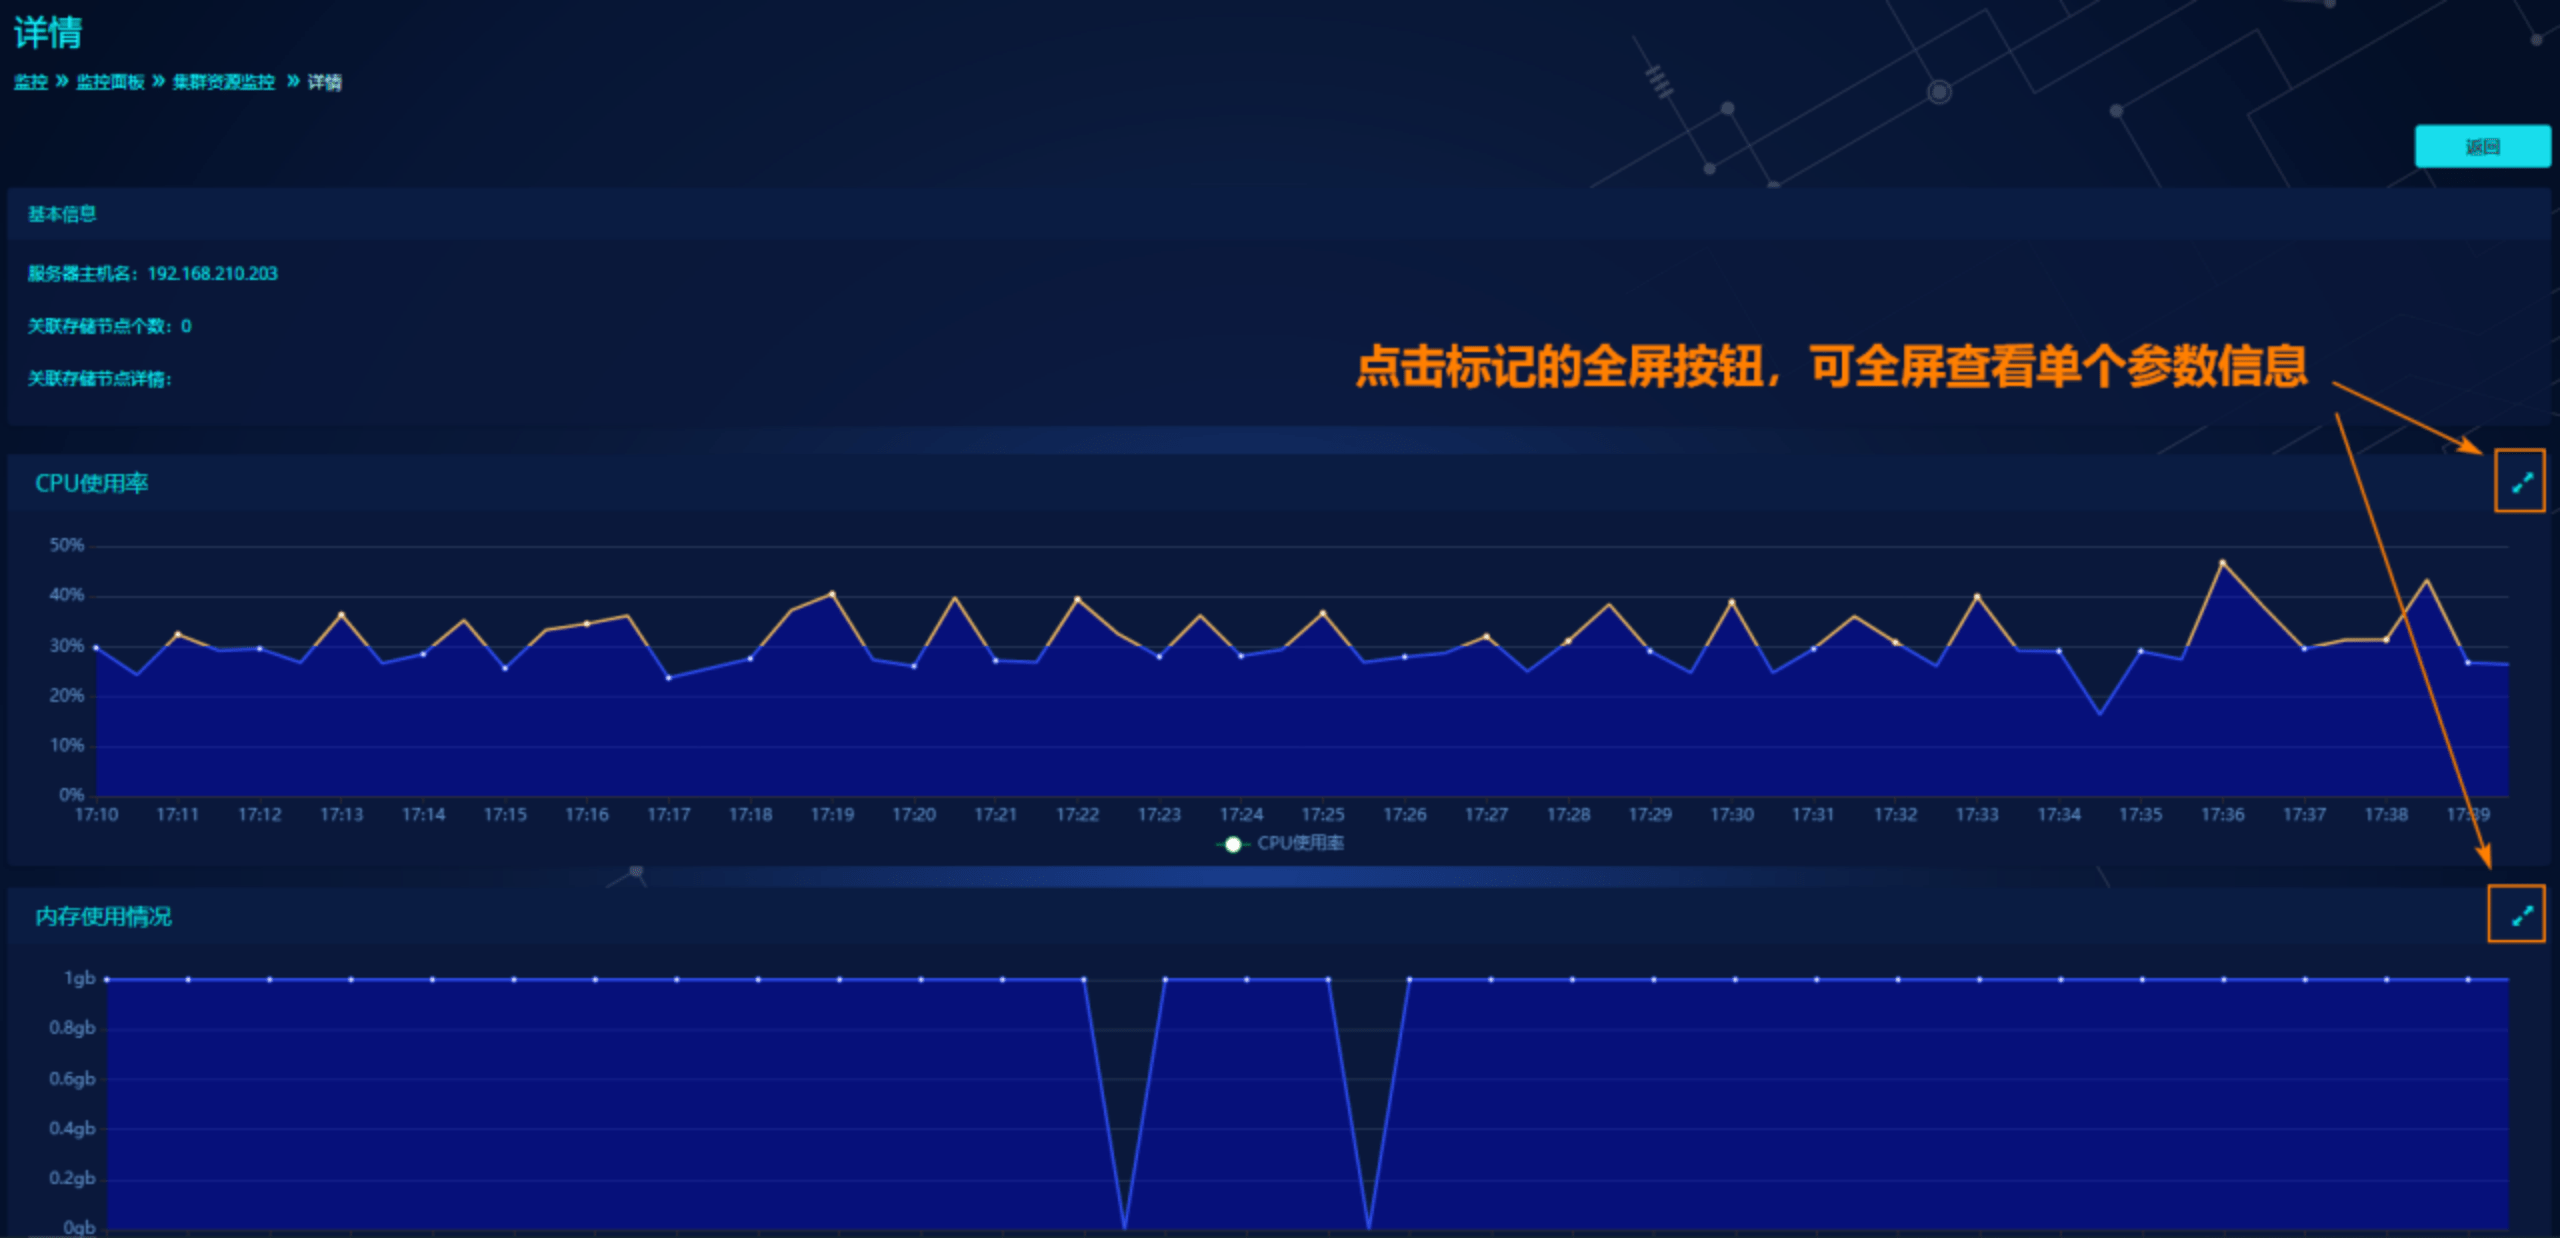 详情
监控 » 监控面板 » 集群资源监控 » 详情
返回
基本信息
服务器主机名：192.168.210.203
关联存储节点个数：0
关联存储节点详情：
点击标记的全屏按钮，可全屏查看单个参数信息
CPU使用率
50%
40%
30%
20%
10%
0%
17:10 17:11 17:12 17:13 17:14 17:15 17:16 17:17 17:18 17:19 17:20 17:21 17:22 17:23 17:24 17:25 17:26 17:27 17:28 17:29 17:30 17:31 17:32 17:33 17:34 17:35 17:36 17:37 17:38 17:39
CPU使用率
内存使用情况
1gb
0.8gb
0.6gb
0.4gb
0.2gb
0gb